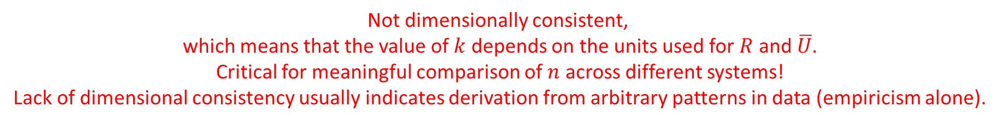 Not dimensionally consistent,
which means that the value of k depends on the units used for R and U̅.
Critical for meaningful comparison of n across different systems!
Lack of dimensional consistency usually indicates derivation from arbitrary patterns in data (empiricism alone).